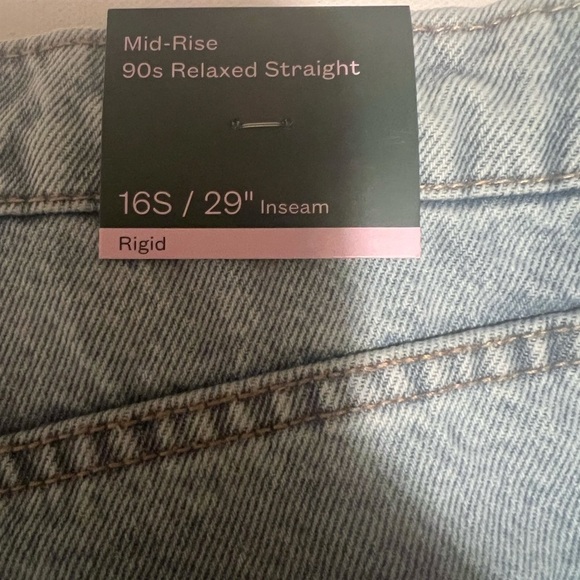 Mid-Rise
90s Relaxed Straight
16S / 29" Inseam
Rigid